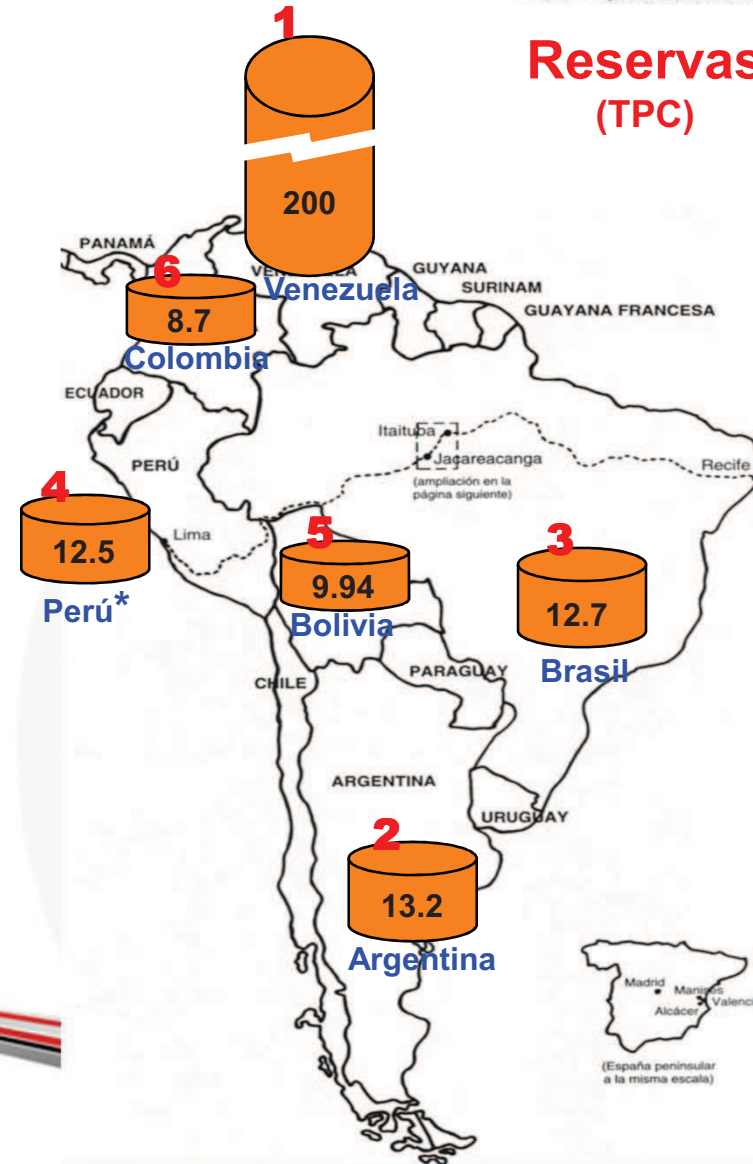 1
Reservas
(TPC)
200
PANAMÁ
6
GUYANA
Venezuela
SURINAM
8.7
GUAYANA FRANCESA
Colombia
ECUADOR
Itaituba
PERÚ
Jacareacanga
Recife
(ampliación en la
página siguiente)
4
Lima
5
3
12.5
9.94
12.7
Perú*
Bolivia
Brasil
CHILE
PARAGUAY
ARGENTINA
URUGUAY
2
13.2
Argentina
Madrid
Manises
Valenci
Alcácer
(España peninsular
a la misma escala)